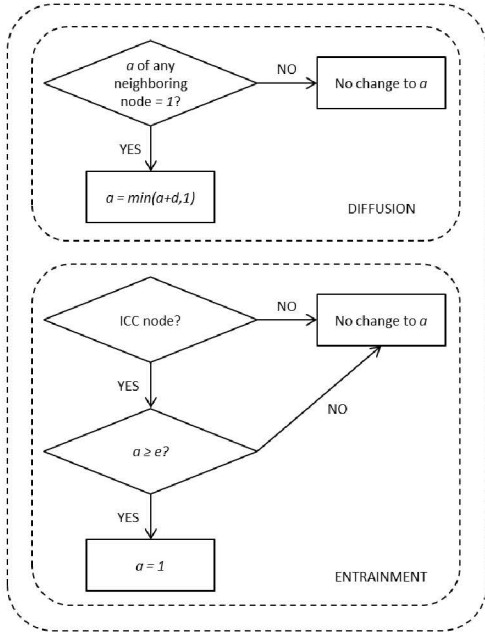 a of any
neighboring
node = 1?
NO
No change to a
YES
a = min(a+d,1)
DIFFUSION
ICC node?
NO
No change to a
YES
NO
a ≥ e?
YES
a = 1
ENTRAINMENT